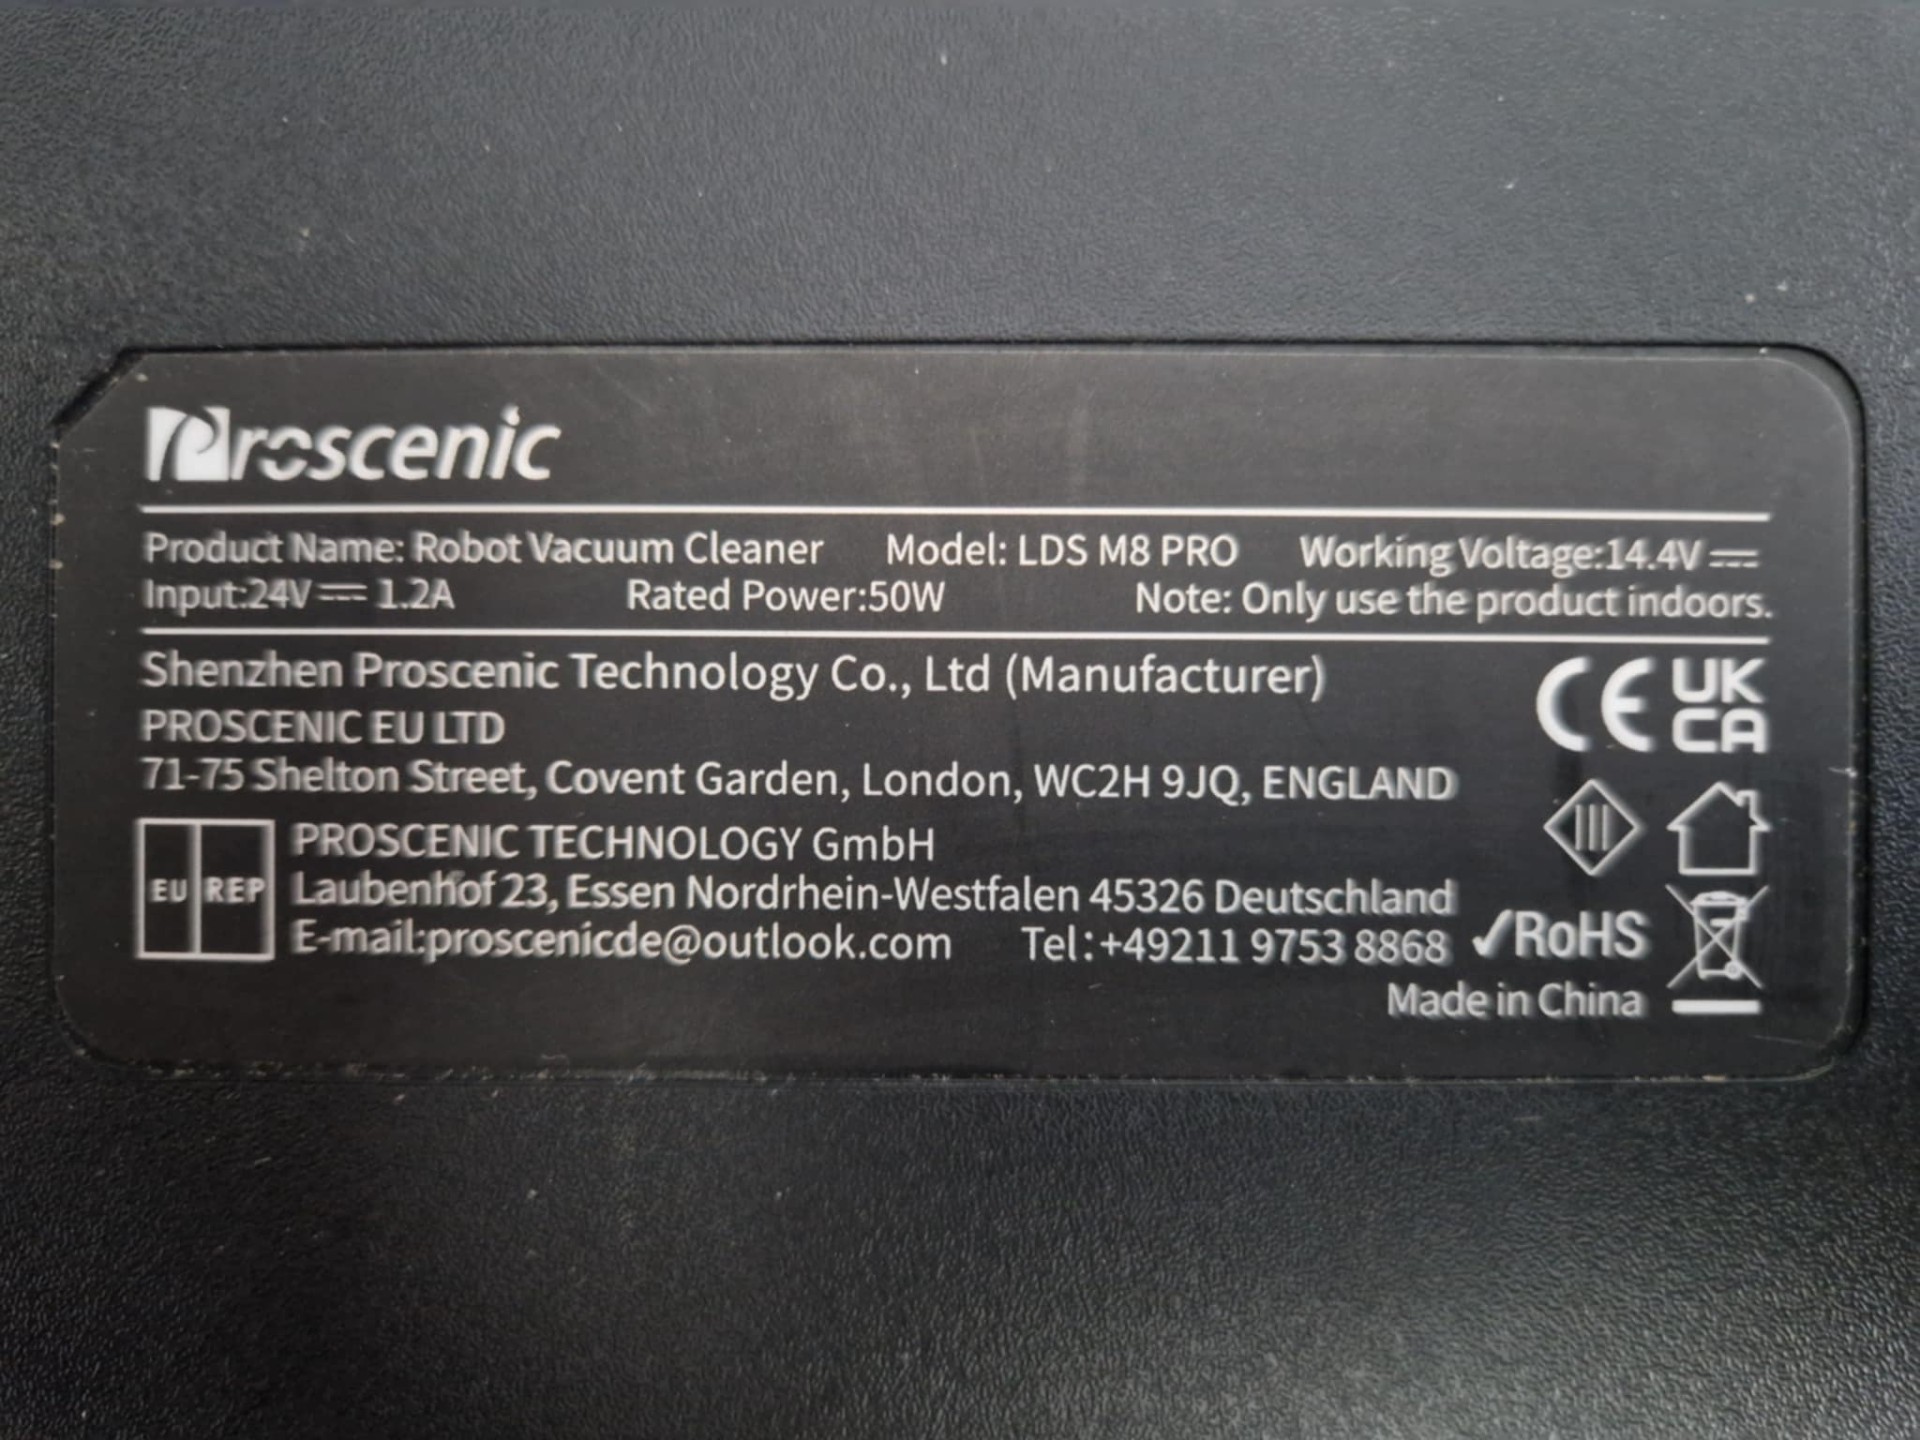 Proscenic
Product Name: Robot Vacuum Cleaner Model: LDS M8 PRO Working Voltage:14.4V⎓
Input:24V⎓1.2A Rated Power:50W Note: Only use the product indoors.
Shenzhen Proscenic Technology Co., Ltd (Manufacturer)
PROSCENIC EU LTD
71-75 Shelton Street, Covent Garden, London, WC2H 9JQ, ENGLAND
CE UK
CA
III
EU REP
PROSCENIC TECHNOLOGY GmbH
Laubenhof 23, Essen Nordrhein-Westfalen 45326 Deutschland
E-mail:proscenicde@outlook.com Tel:+49211 9753 8868 ✓RoHS
Made in China